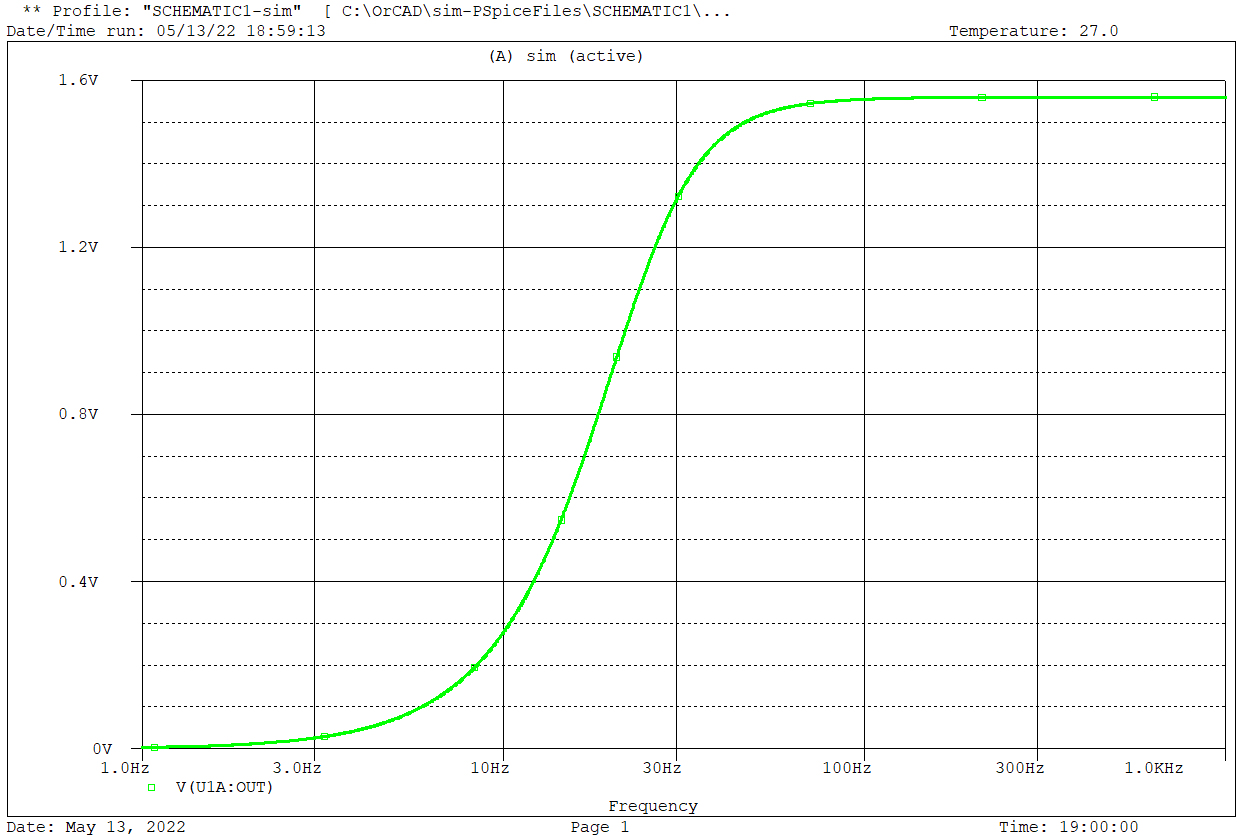 ** Profile: "SCHEMATIC1-sim"  [ C:\OrCAD\sim-PSpiceFiles\SCHEMATIC1\...
Date/Time run: 05/13/22 18:59:13 Temperature: 27.0
(A) sim (active)
1.6V
1.2V
0.8V
0.4V
0V
1.0Hz 3.0Hz 10Hz 30Hz 100Hz 300Hz 1.0KHz
V(U1A:OUT)
Frequency
Date: May 13, 2022 Page 1 Time: 19:00:00